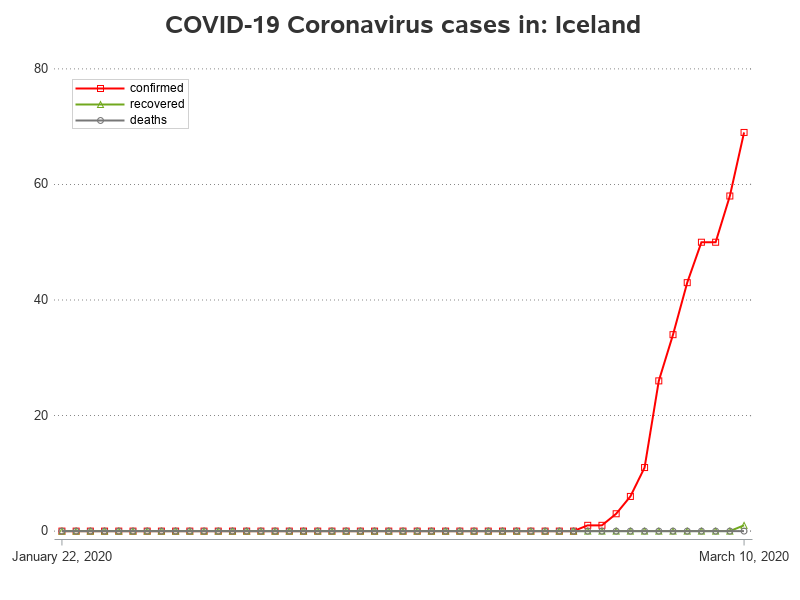 COVID-19 Coronavirus cases in: Iceland
80
confirmed
recovered
deaths
60
40
20
0
January 22, 2020
March 10, 2020